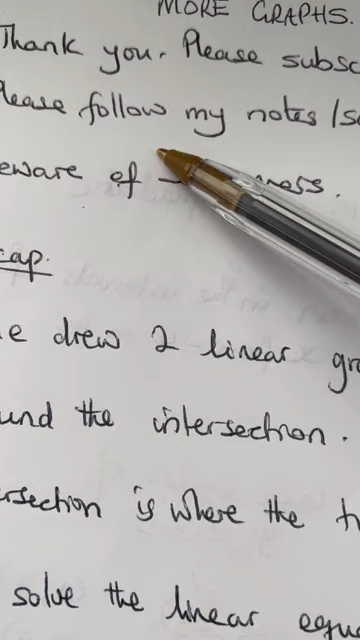 MORE GRAPHS.
Thank you. Please subsc
lease follow my notes /s
eware of
cap.
e drew 2 linear gr
und the intersection.
rsection is where the t
solve the linear equ